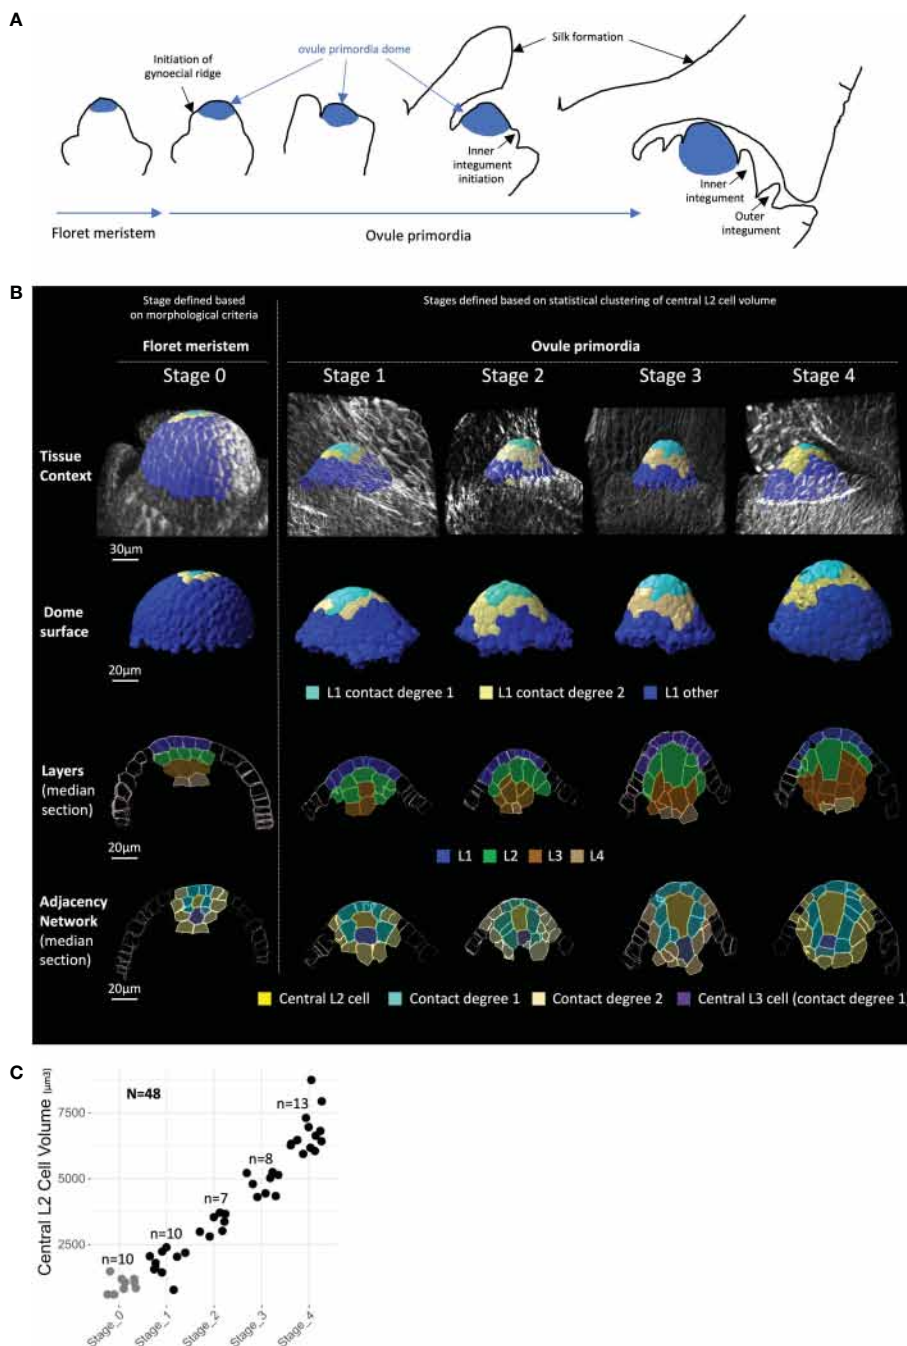 A
Initiation of
gynoecial ridge
ovule primordia dome
Silk formation
Inner
integument
initiation
Inner
integument
Outer
integument
Floret meristem
Ovule primordia
B
Stage defined based
on morphological criteria
Stages defined based on statistical clustering of central L2 cell volume
Floret meristem
Ovule primordia
Stage 0
Stage 1
Stage 2
Stage 3
Stage 4
Tissue
Context
30µm
Dome
surface
20µm
L1 contact degree 1
L1 contact degree 2
L1 other
Layers
(median
section)
20µm
L1
L2
L3
L4
Adjacency
Network
(median
section)
20µm
Central L2 cell
Contact degree 1
Contact degree 2
Central L3 cell (contact degree 1)
C
Central L2 Cell Volume (µm3)
N=48
7500
5000
2500
n=10
n=10
n=7
n=8
n=13
Stage_0
Stage_1
Stage_2
Stage_3
Stage_4